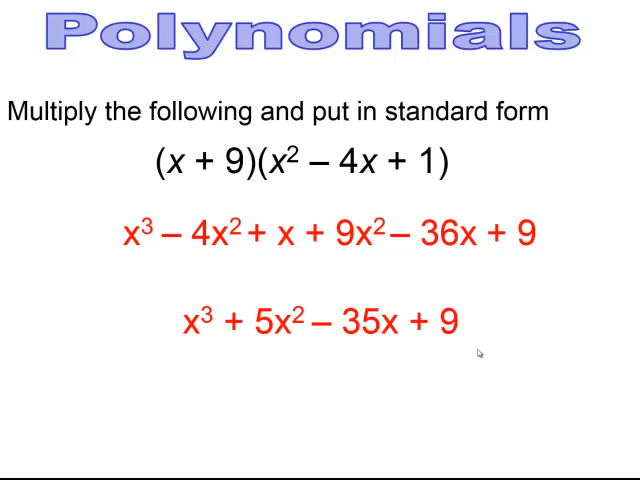 Polynomials
Multiply the following and put in standard form
(x + 9)(x² – 4x + 1)
x³ – 4x² + x + 9x² – 36x + 9
x³ + 5x² – 35x + 9